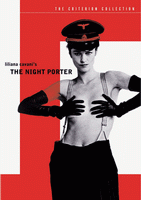 THE CRITERION COLLECTION
liliana cavani's
THE NIGHT PORTER